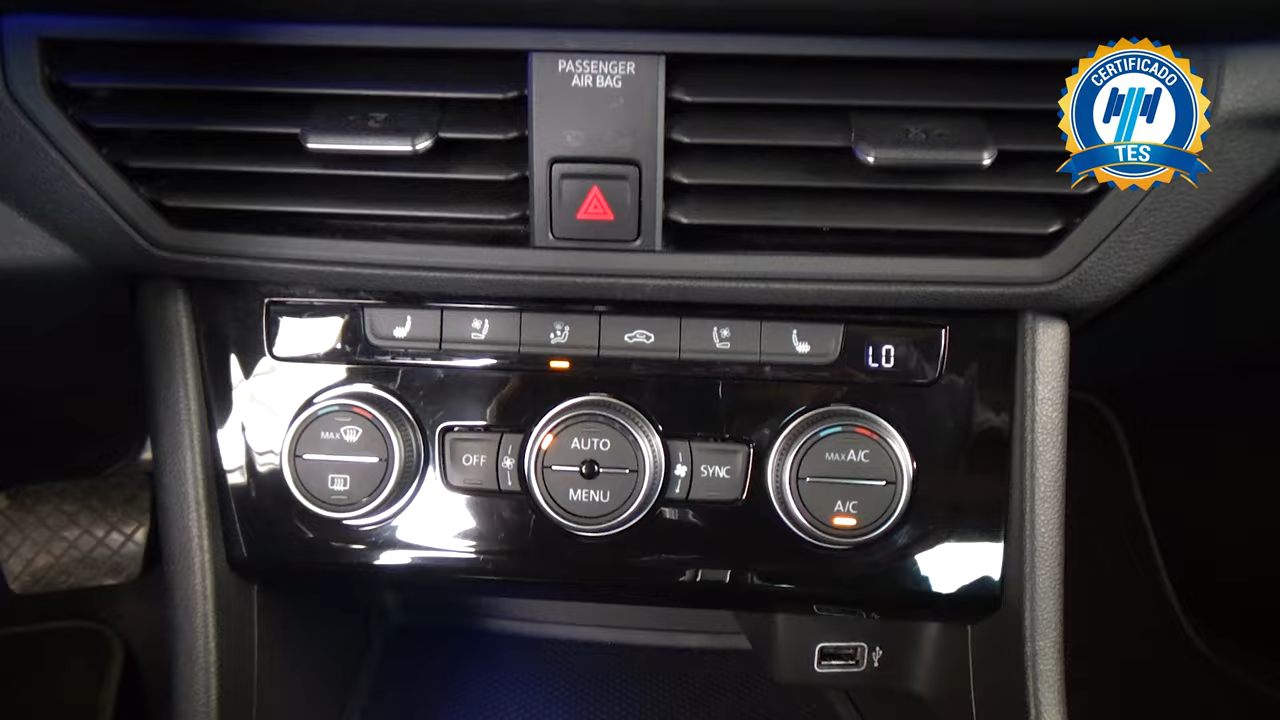 PASSENGER
AIR BAG
CERTIFICADO
TES
LO
MAX
OFF
AUTO
MENU
SYNC
MAX A/C
A/C